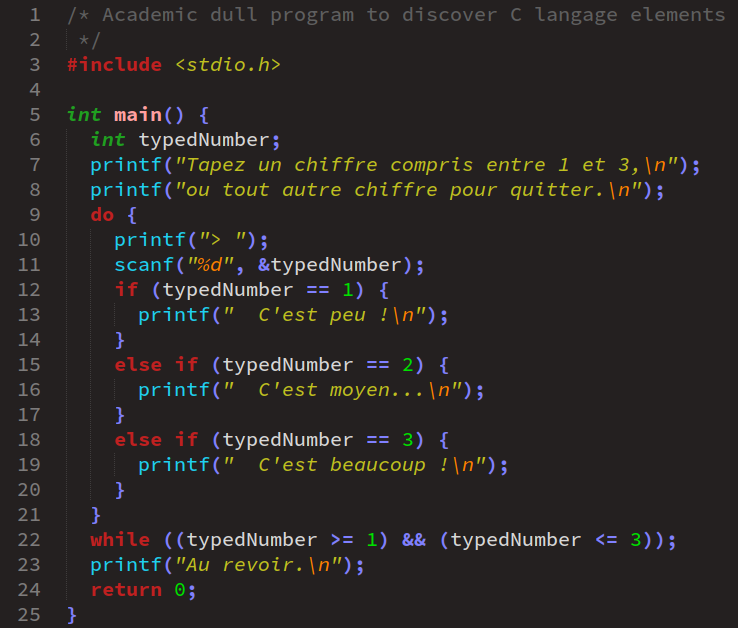 1 /* Academic dull program to discover C langage elements
2  */
3 #include <stdio.h>
4
5 int main() {
6   int typedNumber;
7   printf("Tapez un chiffre compris entre 1 et 3,\n");
8   printf("ou tout autre chiffre pour quitter.\n");
9   do {
10     printf("> ");
11     scanf("%d", &typedNumber);
12     if (typedNumber == 1) {
13       printf("  C'est peu !\n");
14     }
15     else if (typedNumber == 2) {
16       printf("  C'est moyen...\n");
17     }
18     else if (typedNumber == 3) {
19       printf("  C'est beaucoup !\n");
20     }
21   }
22   while ((typedNumber >= 1) && (typedNumber <= 3));
23   printf("Au revoir.\n");
24   return 0;
25 }